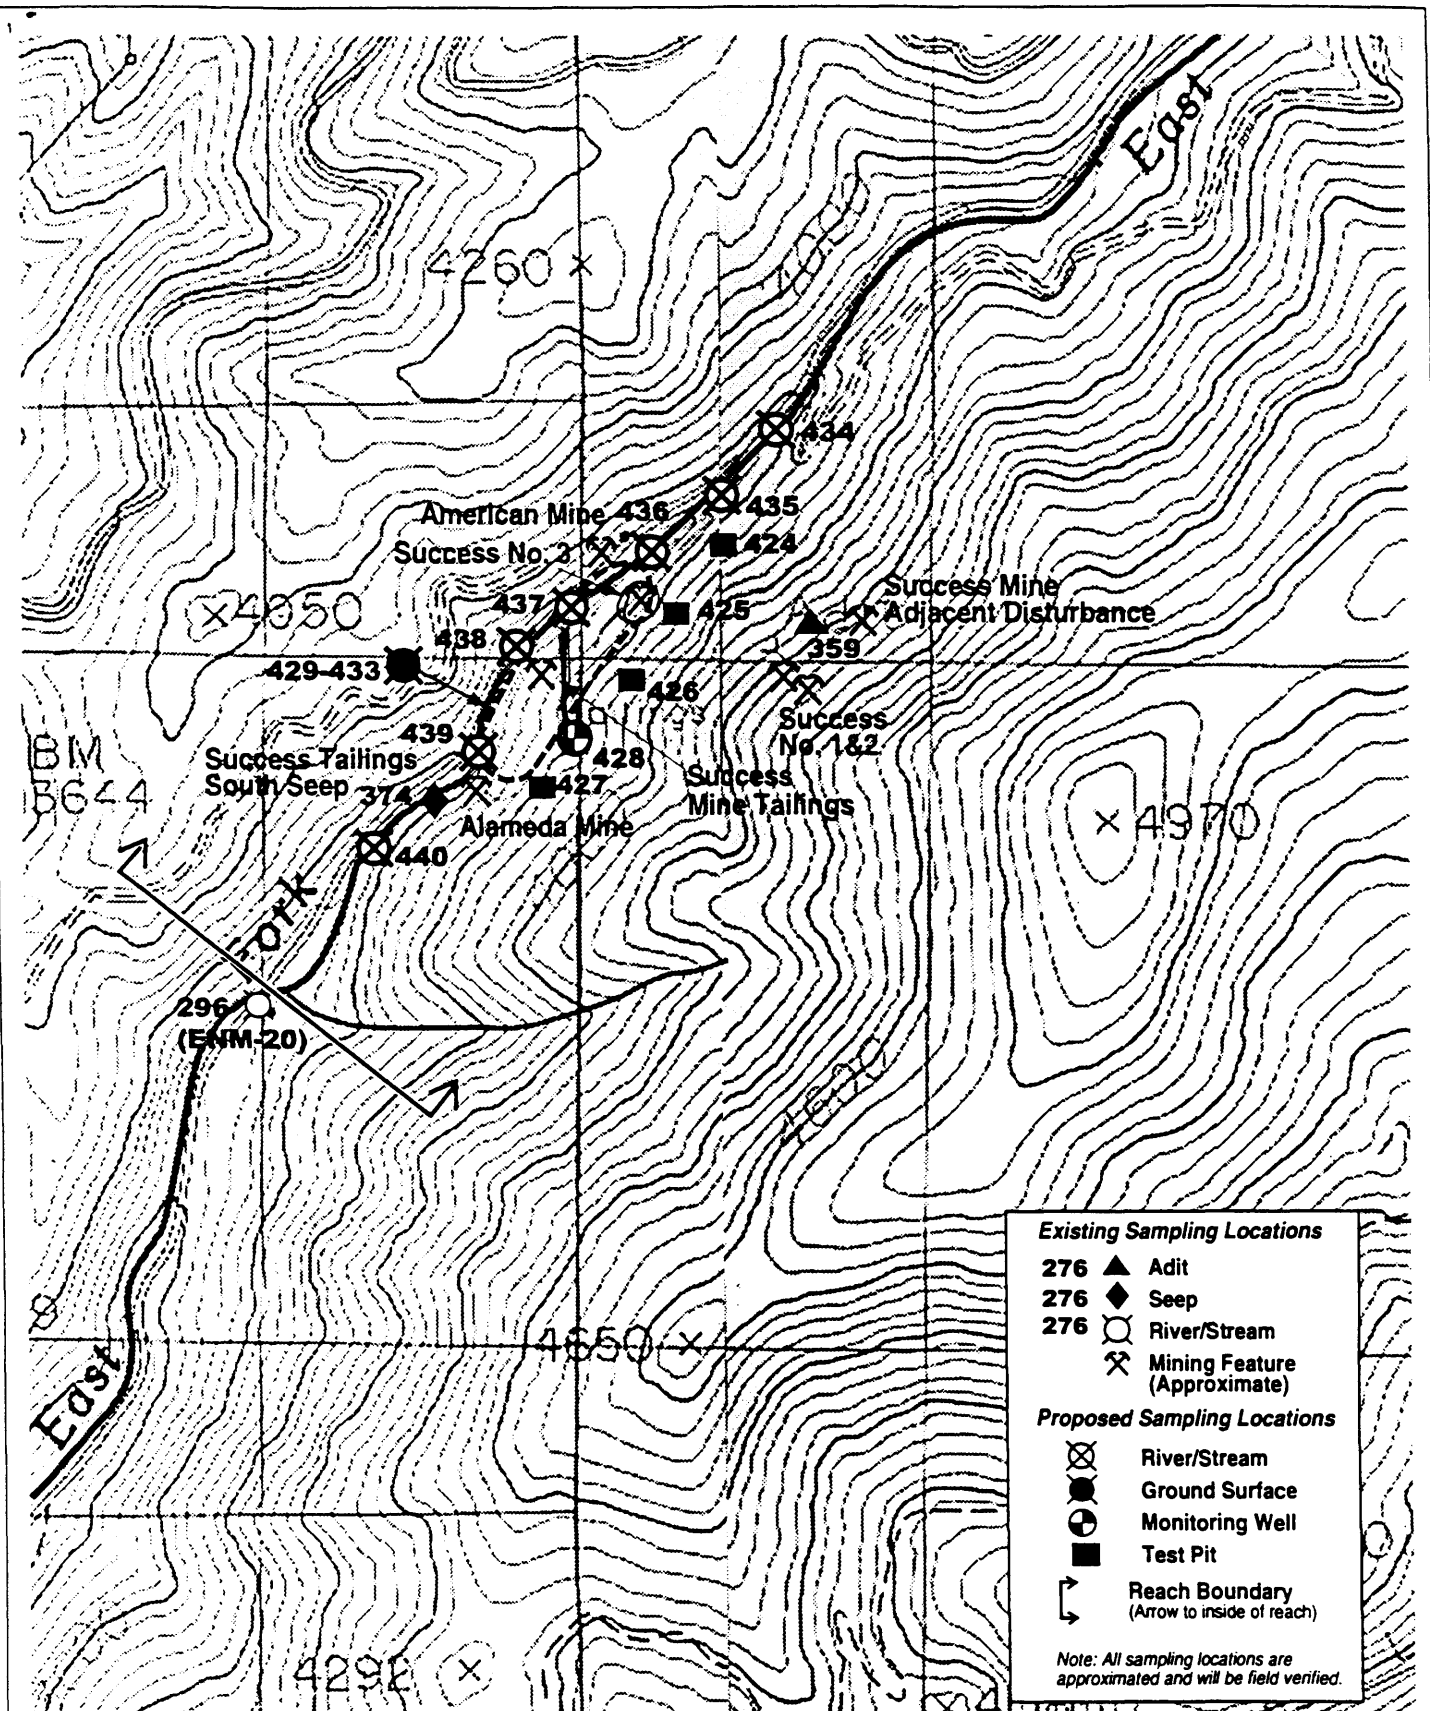 East
4260
434
435
American Mine 436
424
Success No. 3
Success Mine
Adjacent Disturbance
437
425
4050
438
359
429-433
426
Success
No. 1&2
439
428
BM
3644
Success Tailings
South Seep
374
427
Success
Mine Tailings
Alameda Mine
4970
440
Fork
296
(ENM-20)
4650
East
4292
Existing Sampling Locations
276 Adit
276 Seep
276 River/Stream
Mining Feature
(Approximate)
Proposed Sampling Locations
River/Stream
Ground Surface
Monitoring Well
Test Pit
Reach Boundary
(Arrow to inside of reach)
Note: All sampling locations are
approximated and will be field verified.